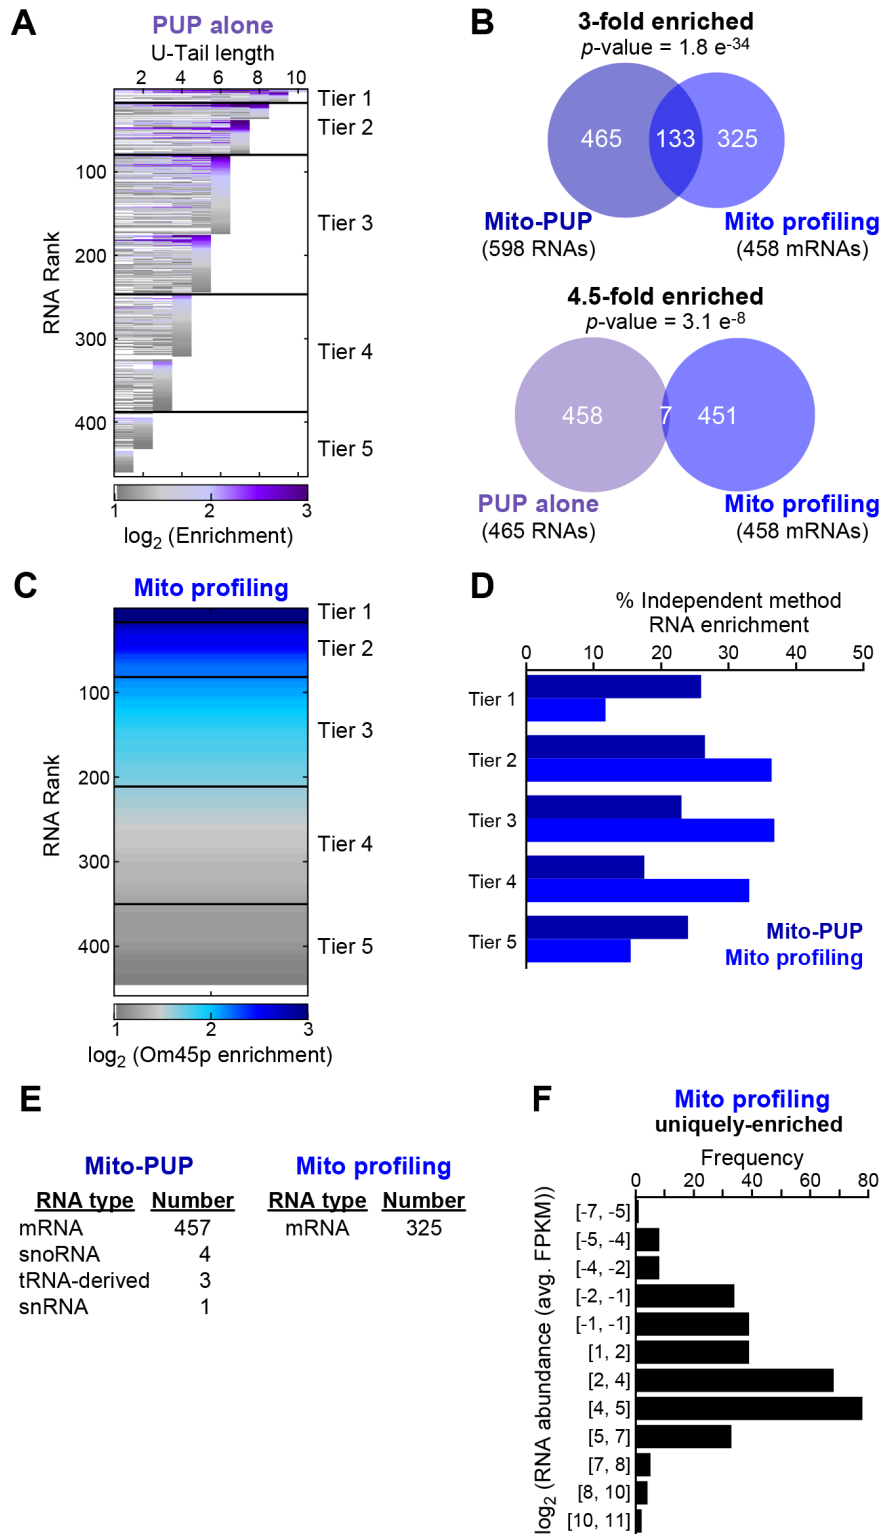 A
PUP alone
U-Tail length
2 4 6 8 10
RNA Rank
100
200
300
400
Tier 1
Tier 2
Tier 3
Tier 4
Tier 5
1 2 3
log2 (Enrichment)
B
3-fold enriched
p-value = 1.8 e-34
465 133 325
Mito-PUP Mito profiling
(598 RNAs) (458 mRNAs)
4.5-fold enriched
p-value = 3.1 e-8
458 7 451
PUP alone Mito profiling
(465 RNAs) (458 mRNAs)
C
Mito profiling
RNA Rank
100
200
300
400
Tier 1
Tier 2
Tier 3
Tier 4
Tier 5
1 2 3
log2 (Om45p enrichment)
D
% Independent method
RNA enrichment
0 10 20 30 40 50
Tier 1
Tier 2
Tier 3
Tier 4
Tier 5
Mito-PUP
Mito profiling
E
Mito-PUP
RNA type Number
mRNA 457
snoRNA 4
tRNA-derived 3
snRNA 1
Mito profiling
RNA type Number
mRNA 325
F
Mito profiling
uniquely-enriched
Frequency
0 20 40 60 80
log2 (RNA abundance (avg. FPKM))
[-7, -5]
[-5, -4]
[-4, -2]
[-2, -1]
[-1, -1]
[1, 2]
[2, 4]
[4, 5]
[5, 7]
[7, 8]
[8, 10]
[10, 11]